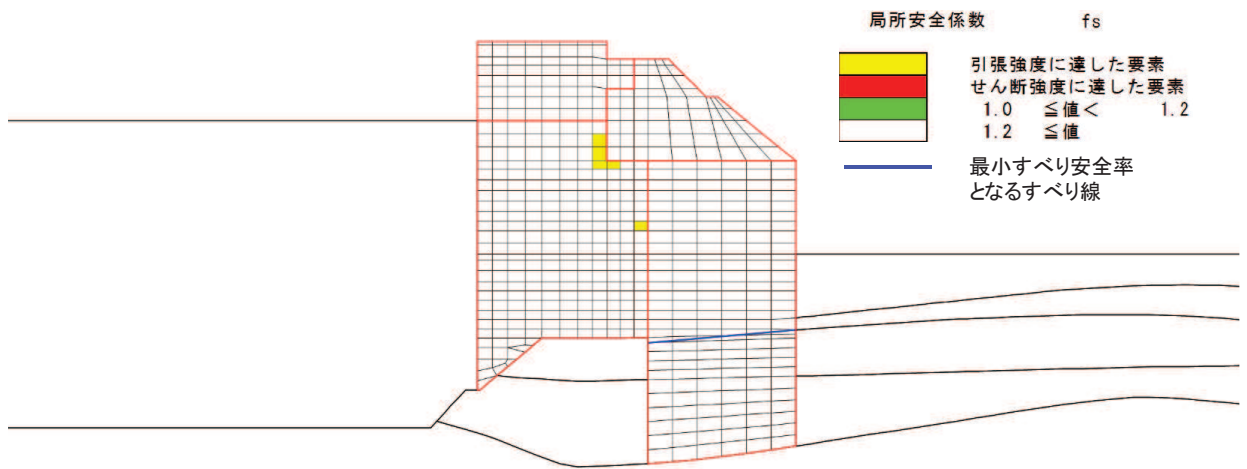 局所安全係数 fs
引張強度に達した要素
せん断強度に達した要素
1.0 ≦値< 1.2
1.2 ≦値
最小すべり安全率
となるすべり線